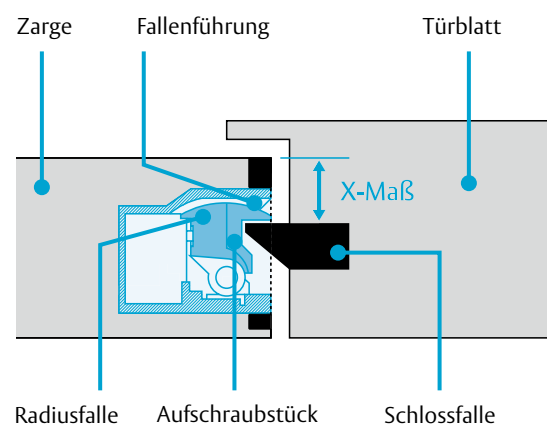 Zarge
Fallenführung
Türblatt
X-Maß
Radiusfalle
Aufschraubstück
Schlossfalle